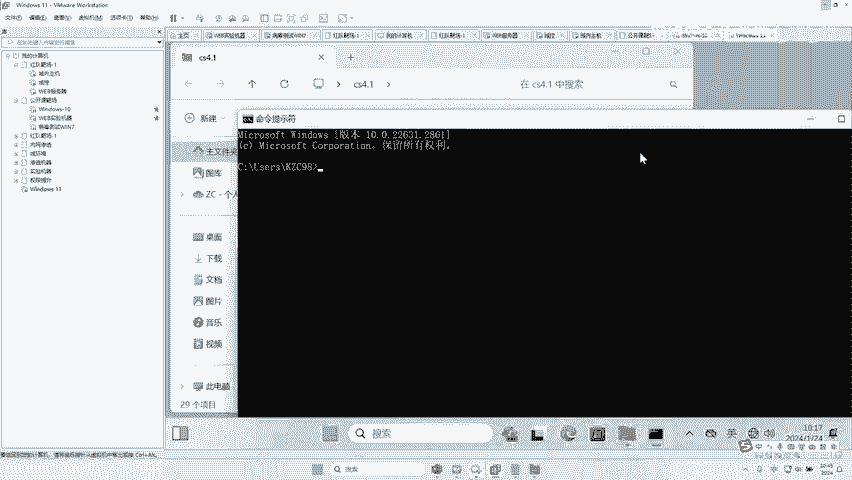 Windows 11 - VMware Workstation
文件(F) 编辑(E) 查看(V) 虚拟机(M) 选项卡(T) 帮助(H)
库
在此处键入内容进行搜索
主页
WEB实验机器
病毒测试WIN7
红队靶场-1
我的计算机
红队靶场-1
WEB服务器
域控
域内主机
公开课靶场
Windows 11
我的计算机
红队靶场-1
域内主机
域控
WEB服务器
公开课靶场
Windows-10
WEB实验机器
病毒测试WIN7
红队靶场-1
内网渗透
域环境
渗透机器
实验机器
权限提升
Windows 11
cs4.1
cs4.1
在 cs4.1 中搜索
新建
主文件夹
图库
ZC - 个人
桌面
下载
文档
图片
音乐
视频
此电脑
29 个项目
命令提示符
Microsoft Windows [版本 10.0.22631.2861]
(c) Microsoft Corporation。保留所有权利。
C:\Users\KZC98>
搜索
英
10:17
2024/1/24
搜索